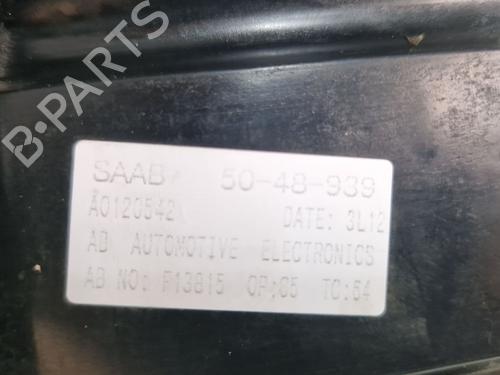 B-PARTS
SAAB 50-48-939
A0120542 DATE: 3L12
AB AUTOMOTIVE ELECTRONICS
AB NO: R13815 OP;C5 TC:54